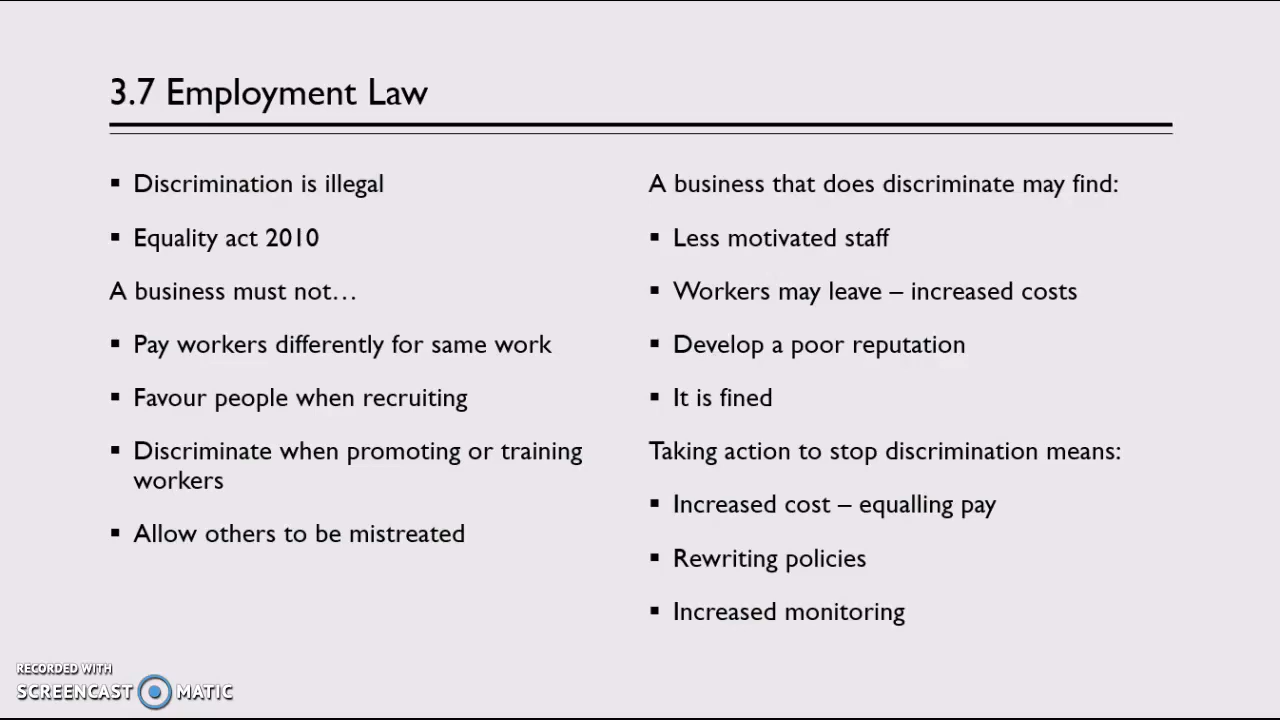 3.7 Employment Law
▪ Discrimination is illegal
▪ Equality act 2010
A business must not…
▪ Pay workers differently for same work
▪ Favour people when recruiting
▪ Discriminate when promoting or training
workers
▪ Allow others to be mistreated
A business that does discriminate may find:
▪ Less motivated staff
▪ Workers may leave – increased costs
▪ Develop a poor reputation
▪ It is fined
Taking action to stop discrimination means:
▪ Increased cost – equalling pay
▪ Rewriting policies
▪ Increased monitoring
RECORDED WITH
SCREENCAST MATIC